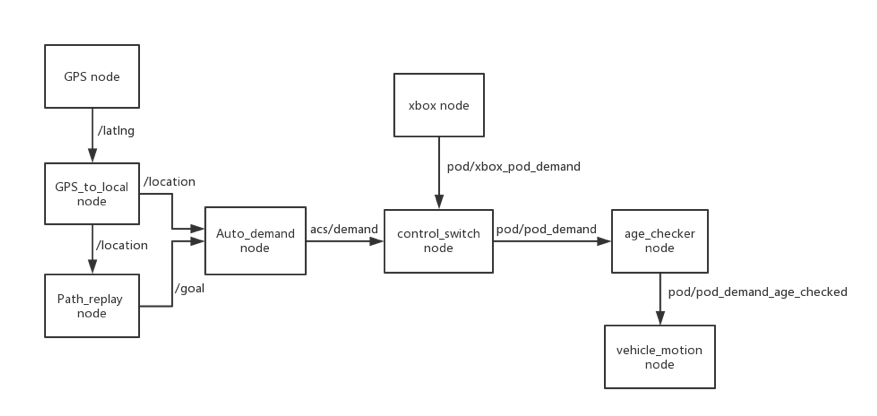 GPS node
/latlng
GPS_to_local
node
/location
/location
Path_replay
node
/goal
Auto_demand
node
acs/demand
xbox node
pod/xbox_pod_demand
control_switch
node
pod/pod_demand
age_checker
node
pod/pod_demand_age_checked
vehicle_motion
node